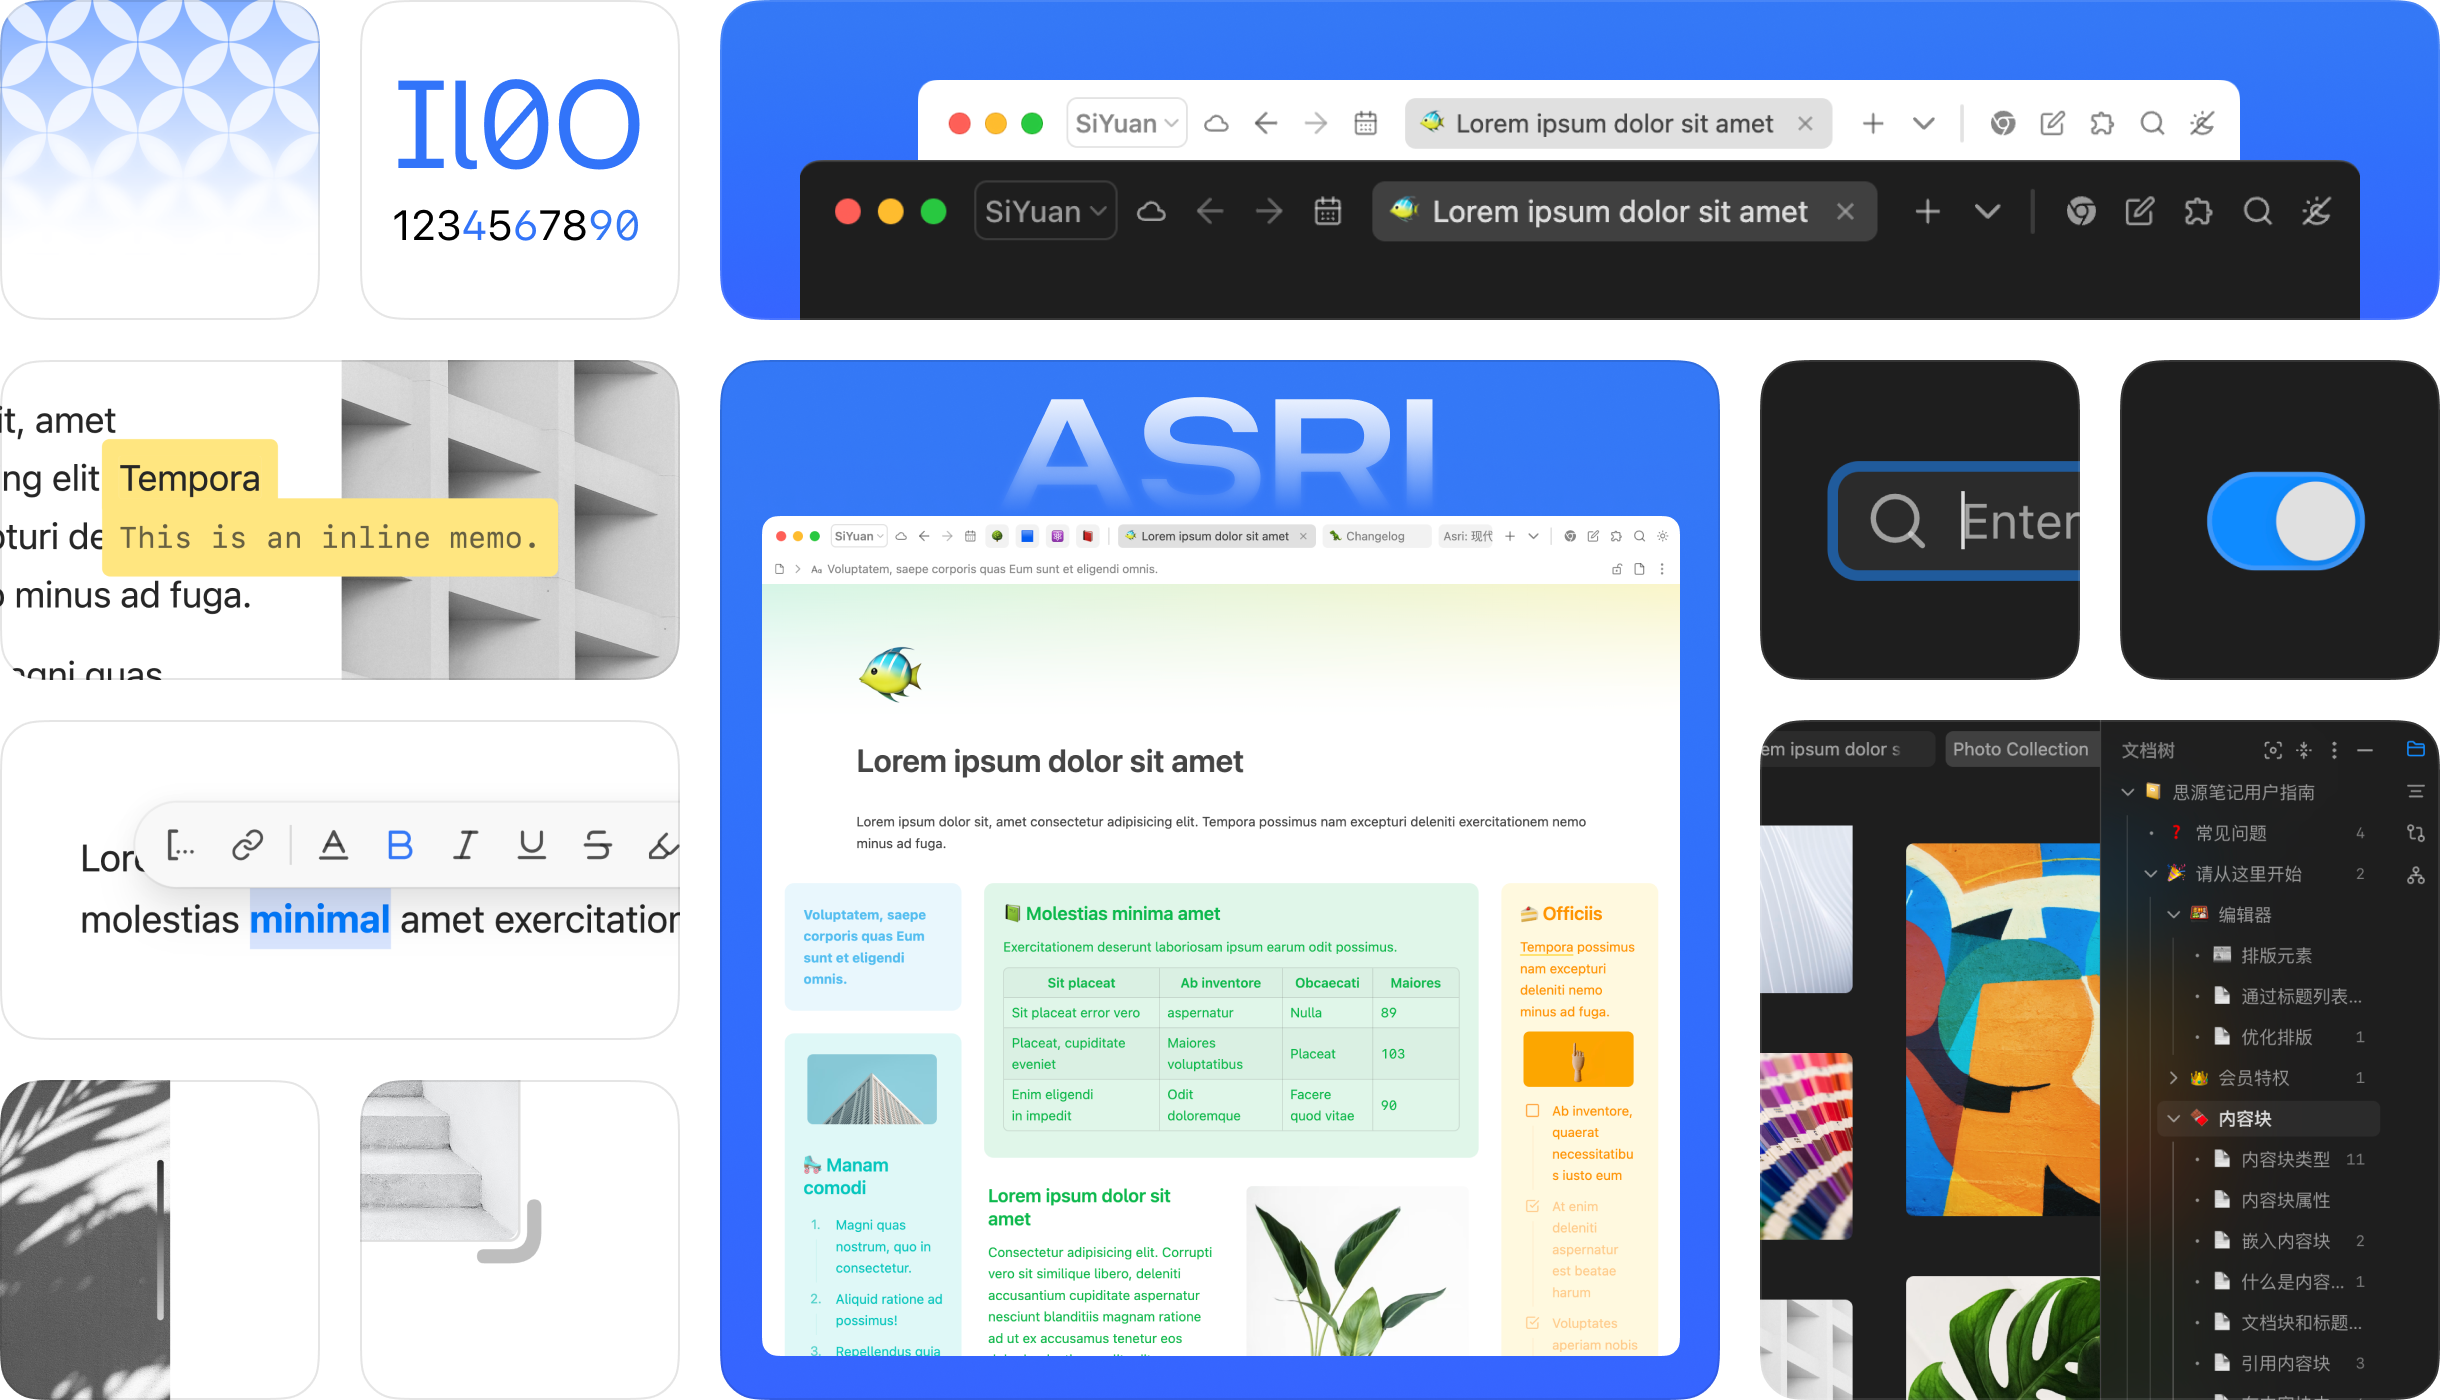 Il0O
1234567890
SiYuan
Lorem ipsum dolor sit amet
SiYuan
Lorem ipsum dolor sit amet
it, amet
ng elit
Tempora
This is an inline memo.
minus ad fuga.
quas
molestias minimal amet exercitation
ASRI
SiYuan
Lorem ipsum dolor sit amet
Changelog
Asri: 现代
Voluptatem, saepe corporis quas Eum sunt et eligendi omnis.
Lorem ipsum dolor sit amet
Lorem ipsum dolor sit, amet consectetur adipisicing elit. Tempora possimus nam excepturi deleniti exercitationem nemo
minus ad fuga.
Voluptatem, saepe
corporis quas Eum
sunt et eligendi
omnis.
Manam
comodi
1. Magni quas
nostrum, quo in
consectetur.
2. Aliquid ratione ad
possimus!
3. Repellendus quia
Molestias minima amet
Exercitationem deserunt laboriosam ipsum earum odit possimus.
Sit placeat Ab inventore Obcaecati Maiores
Sit placeat error vero aspernatur Nulla 89
Placeat, cupiditate
eveniet
Maiores
voluptatibus
Placeat
103
Enim eligendi
in impedit
Odit
doloremque
Facere
quod vitae
90
Lorem ipsum dolor sit
amet
Consectetur adipisicing elit. Corrupti
vero sit similique libero, deleniti
accusantium cupiditate aspernatur
nesciunt blanditiis magnam ratione
ad ut ex accusamus tenetur eos
Officiis
Tempora possimus
nam excepturi
deleniti nemo
minus ad fuga.
Ab inventore,
quaerat
necessitatibu
s iusto eum
At enim
deleniti
aspernatur
est beatae
harum
Voluptates
aperiam nobis
Enter
em ipsum dolor s
Photo Collection
文档树
思源笔记用户指南
常见问题 4
请从这里开始 2
编辑器
排版元素
通过标题列表...
优化排版 1
会员特权 1
内容块
内容块类型 11
内容块属性
嵌入内容块 2
什么是内容... 1
文档块和标题...
引用内容块 3